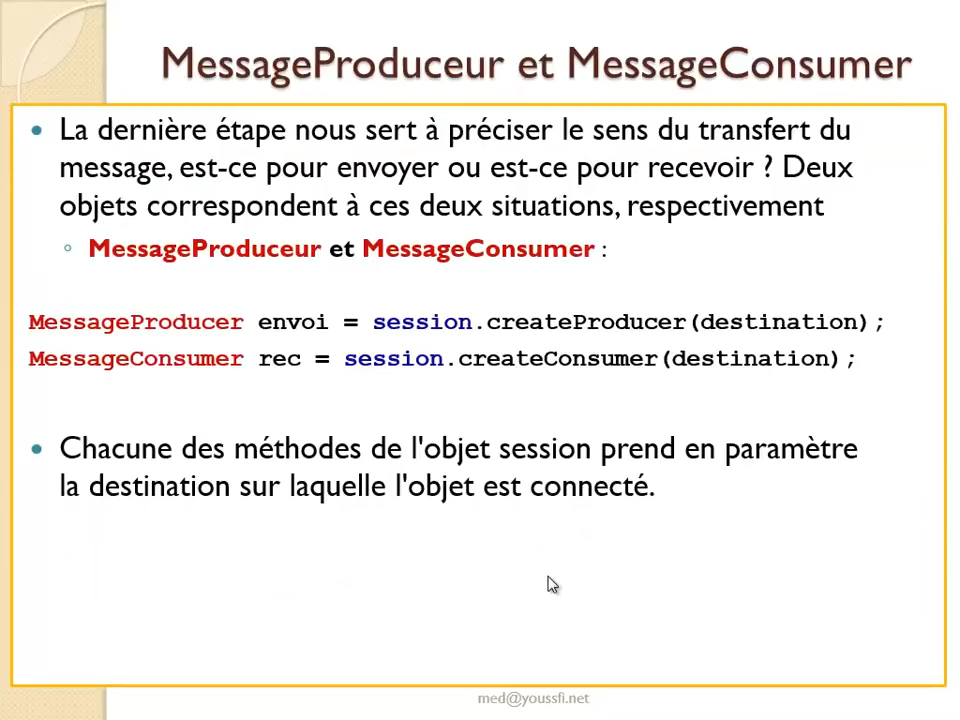 MessageProduceur et MessageConsumer
La dernière étape nous sert à préciser le sens du transfert du
message, est-ce pour envoyer ou est-ce pour recevoir ? Deux
objets correspondent à ces deux situations, respectivement
MessageProduceur et MessageConsumer :
MessageProducer envoi = session.createProducer(destination);
MessageConsumer rec = session.createConsumer(destination);
Chacune des méthodes de l'objet session prend en paramètre
la destination sur laquelle l'objet est connecté.
med@youssfi.net